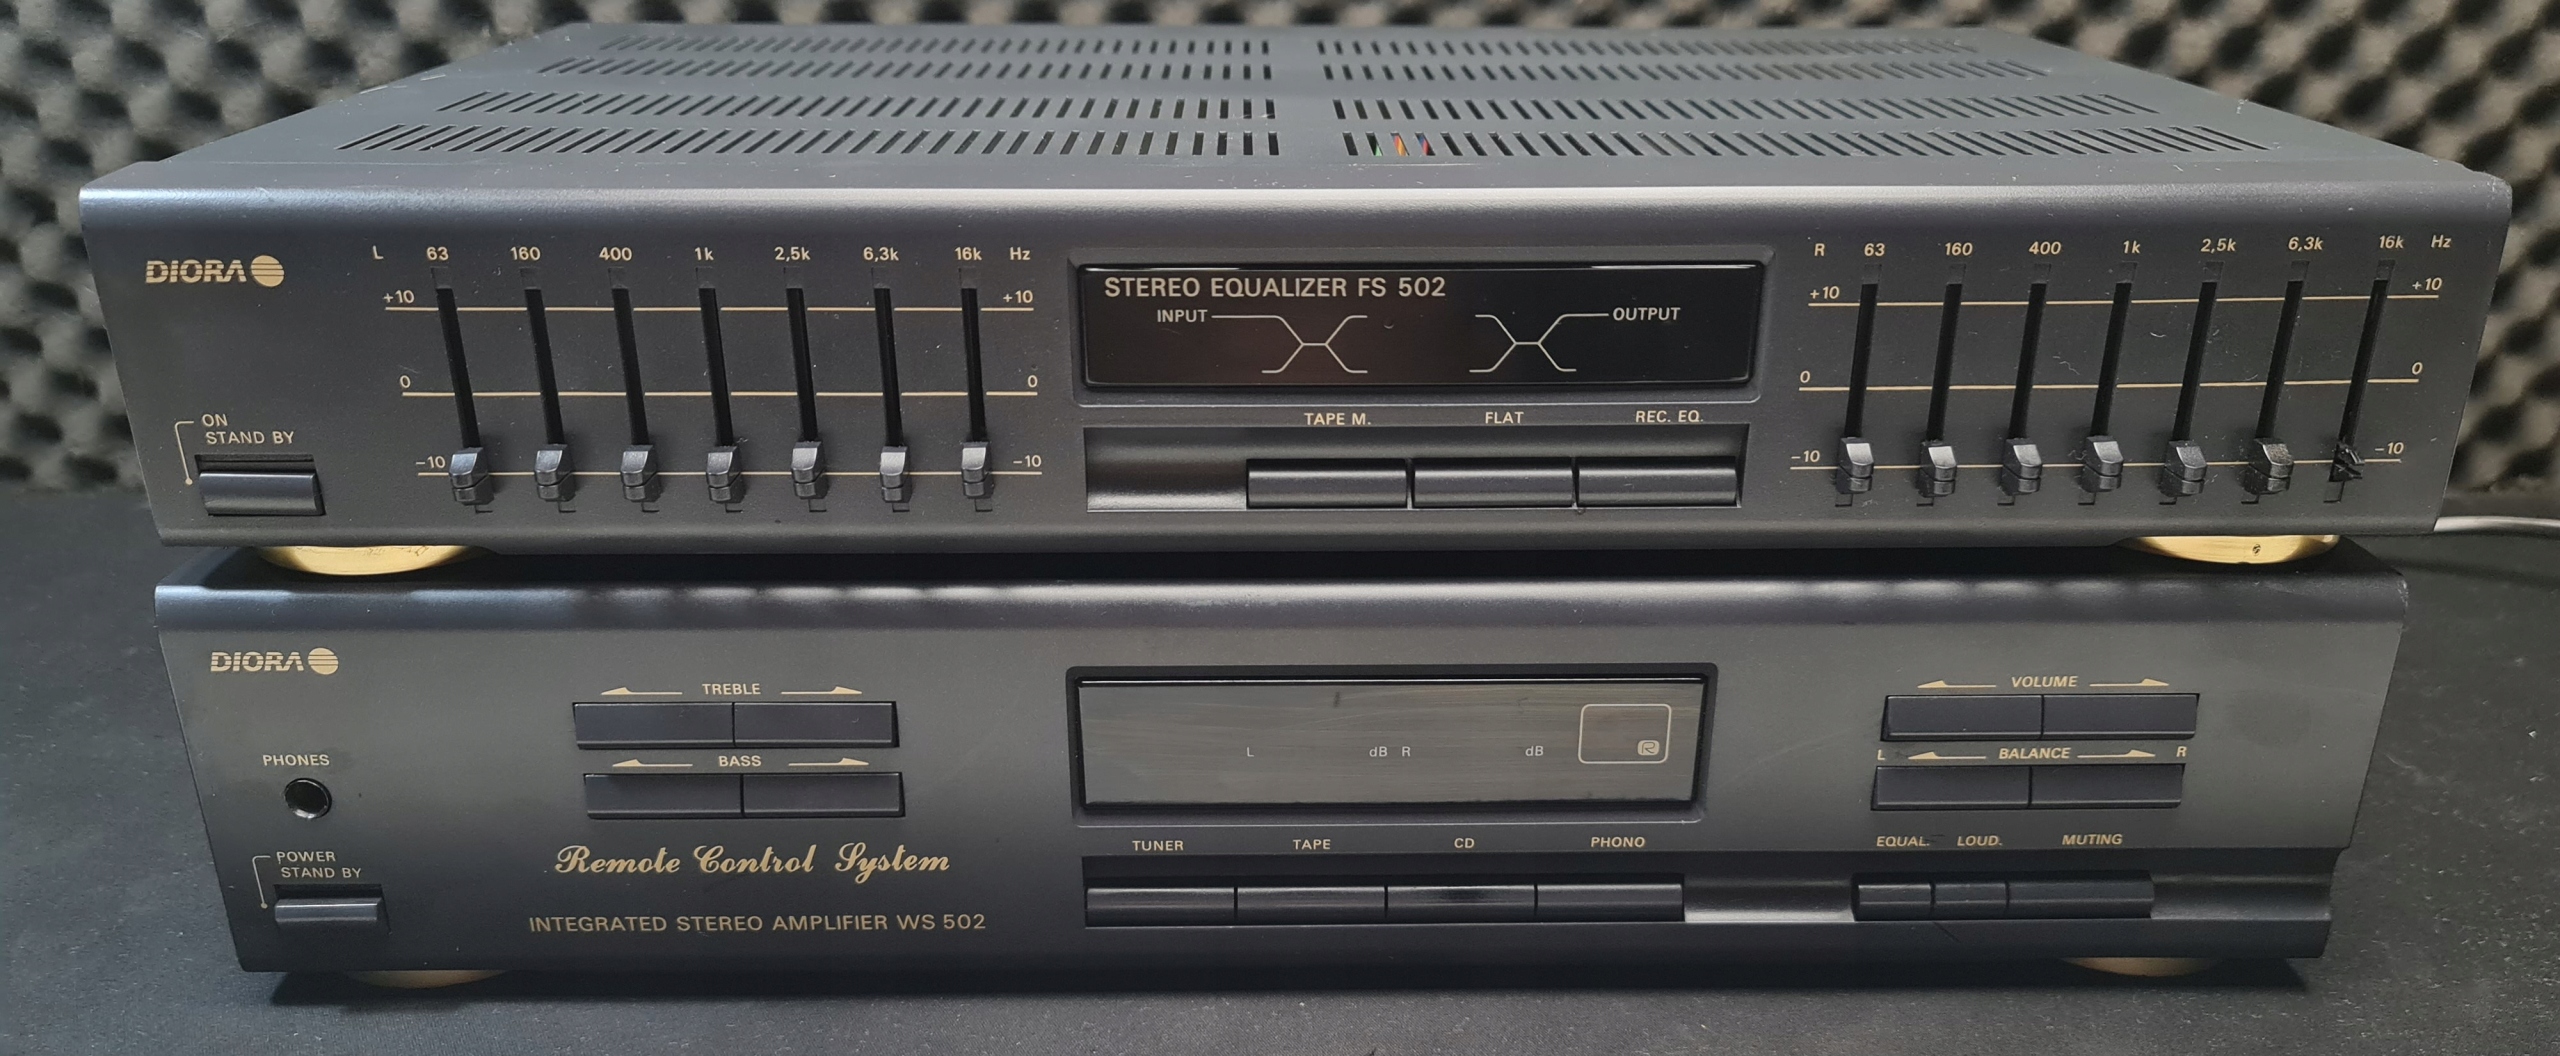 DIORA
L 63 160 400 1k 2,5k 6,3k 16k Hz
+10 +10
0 0
-10 -10
ON
STAND BY
STEREO EQUALIZER FS 502
INPUT OUTPUT
TAPE M. FLAT REC. EQ.
R 63 160 400 1k 2,5k 6,3k 16k Hz
+10 +10
0 0
-10 -10
DIORA
PHONES
POWER
STAND BY
TREBLE
BASS
Remote Control System
INTEGRATED STEREO AMPLIFIER WS 502
L dB R dB R
TUNER TAPE CD PHONO
VOLUME
L BALANCE R
EQUAL. LOUD. MUTING